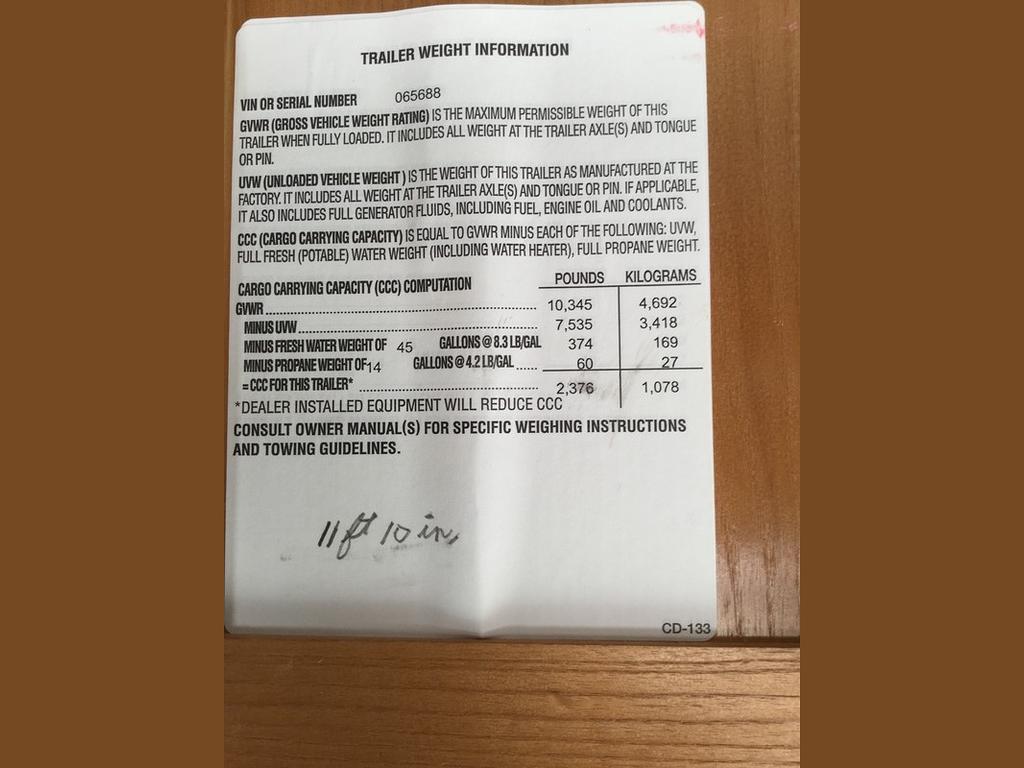 TRAILER WEIGHT INFORMATION
VIN OR SERIAL NUMBER 065688
GVWR (GROSS VEHICLE WEIGHT RATING) IS THE MAXIMUM PERMISSIBLE WEIGHT OF THIS
TRAILER WHEN FULLY LOADED. IT INCLUDES ALL WEIGHT AT THE TRAILER AXLE(S) AND TONGUE
OR PIN.
UVW (UNLOADED VEHICLE WEIGHT ) IS THE WEIGHT OF THIS TRAILER AS MANUFACTURED AT THE
FACTORY. IT INCLUDES ALL WEIGHT AT THE TRAILER AXLE(S) AND TONGUE OR PIN. IF APPLICABLE,
IT ALSO INCLUDES FULL GENERATOR FLUIDS, INCLUDING FUEL, ENGINE OIL AND COOLANTS.
CCC (CARGO CARRYING CAPACITY) IS EQUAL TO GVWR MINUS EACH OF THE FOLLOWING: UVW,
FULL FRESH (POTABLE) WATER WEIGHT (INCLUDING WATER HEATER), FULL PROPANE WEIGHT.
CARGO CARRYING CAPACITY (CCC) COMPUTATION POUNDS KILOGRAMS
GVWR 10,345 4,692
MINUS UVW 7,535 3,418
MINUS FRESH WATER WEIGHT OF 45 GALLONS @ 8.3 LB/GAL 374 169
MINUS PROPANE WEIGHT OF 14 GALLONS @ 4.2 LB/GAL 60 27
= CCC FOR THIS TRAILER* 2,376 1,078
*DEALER INSTALLED EQUIPMENT WILL REDUCE CCC
CONSULT OWNER MANUAL(S) FOR SPECIFIC WEIGHING INSTRUCTIONS
AND TOWING GUIDELINES.
11 ft 10 in.
CD-133